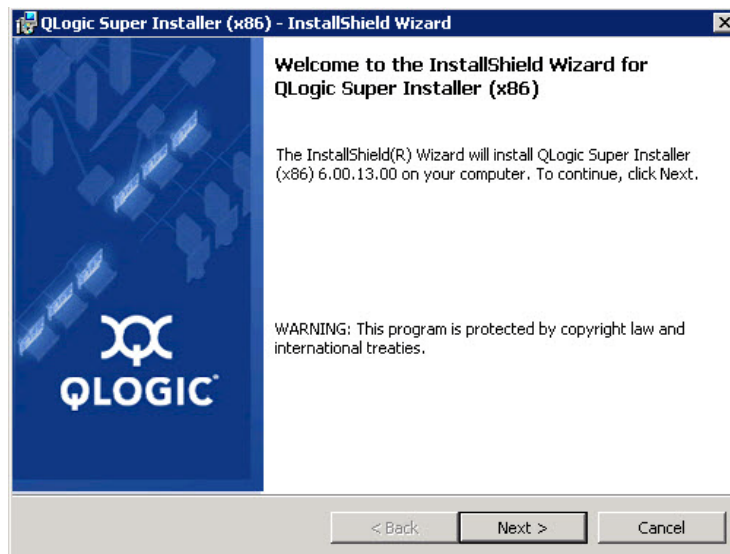 QLogic Super Installer (x86) - InstallShield Wizard
Welcome to the InstallShield Wizard for
QLogic Super Installer (x86)
The InstallShield(R) Wizard will install QLogic Super Installer
(x86) 6.00.13.00 on your computer. To continue, click Next.
WARNING: This program is protected by copyright law and
international treaties.
QLOGIC
< Back
Next >
Cancel